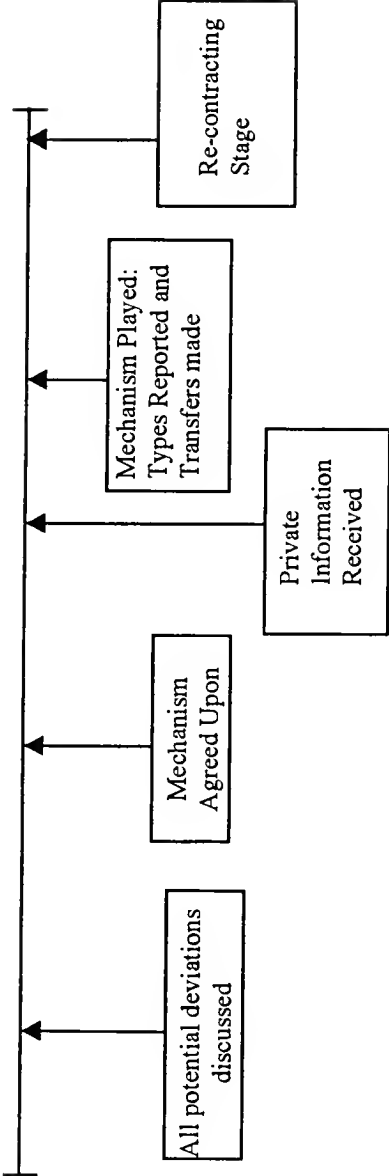 All potential deviations
discussed
Mechanism
Agreed Upon
Private
Information
Received
Mechanism Played:
Types Reported and
Transfers made
Re-contracting
Stage